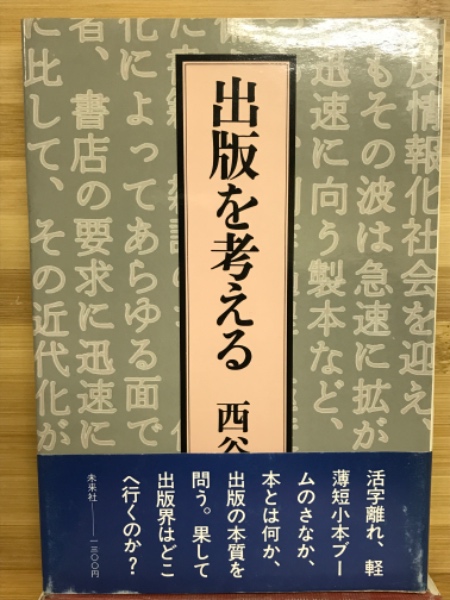 出版を考える
西谷
度情報化社会を迎え、
もその波は急速に拡が
迅速に向う製本など、
化によってあらゆる面で
者、書店の要求に迅速に
に比して、その近代化が
活字離れ、軽
薄短小本ブー
ムのさなか、
本とは何か、
出版の本質を
問う。果して
出版界はどこ
へ行くのか?
未来社――一三〇〇円